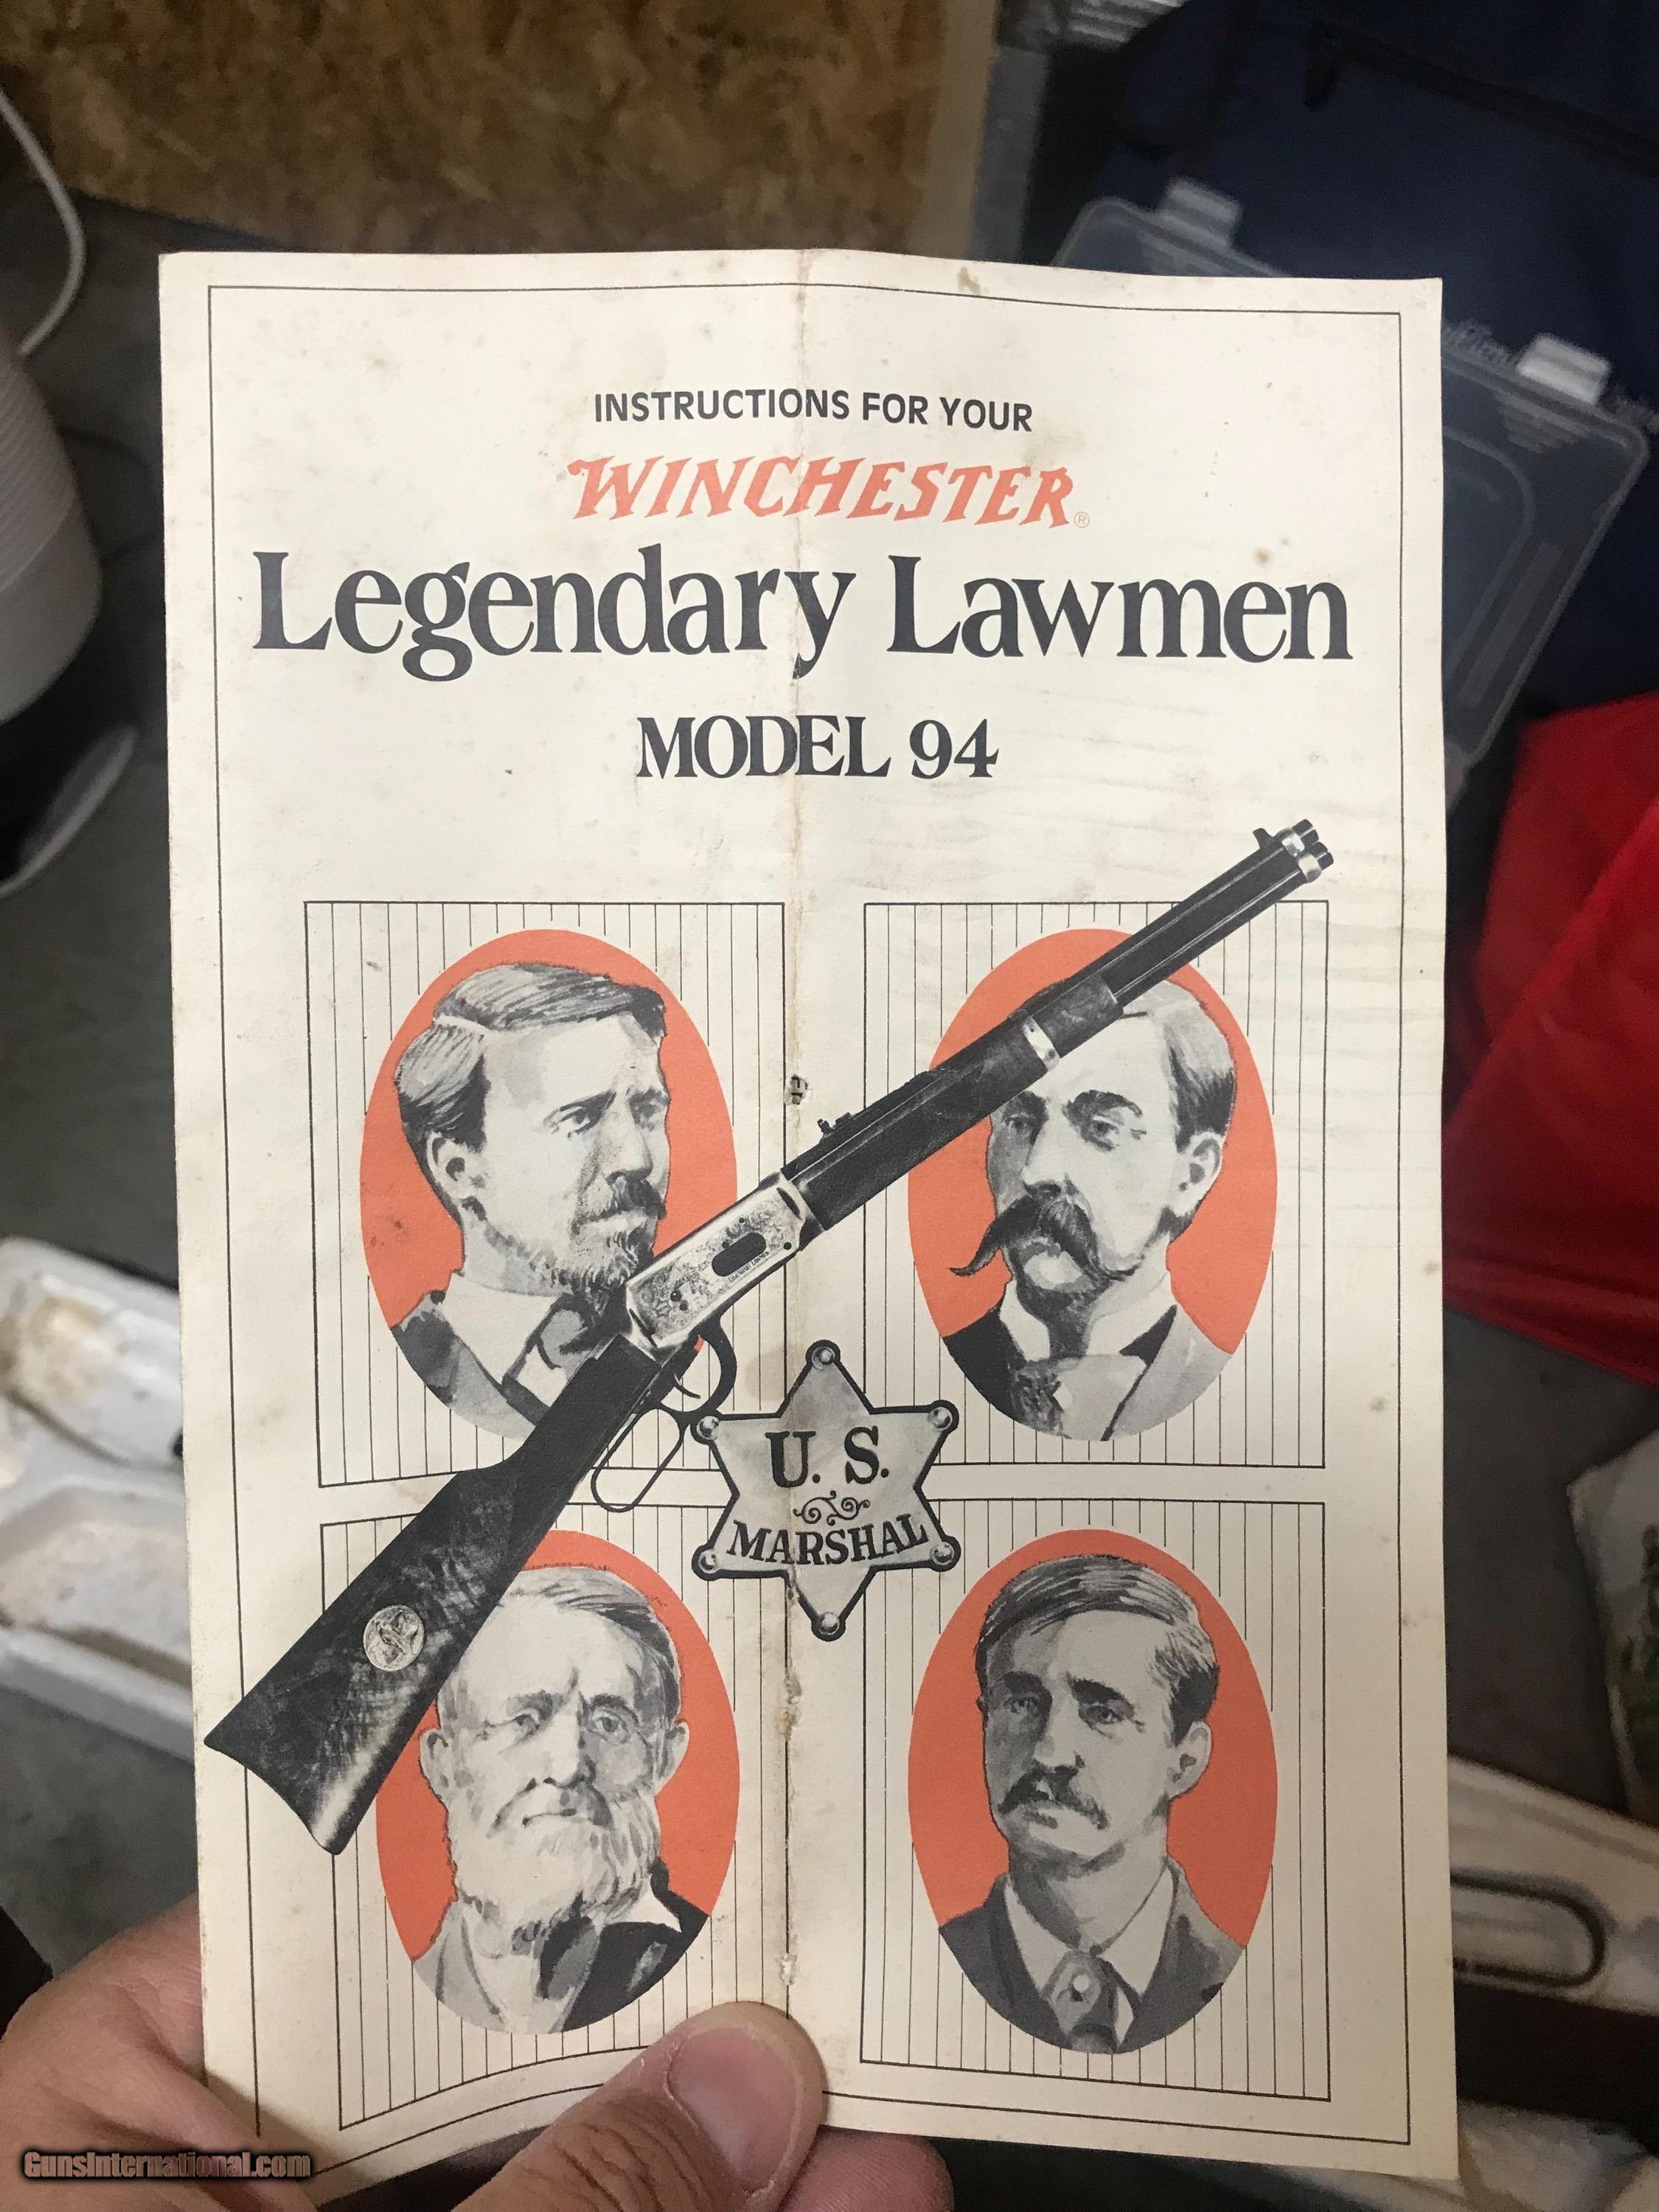 INSTRUCTIONS FOR YOUR
WINCHESTER®
Legendary Lawmen
MODEL 94
U. S.
MARSHAL
GunsInternational.com